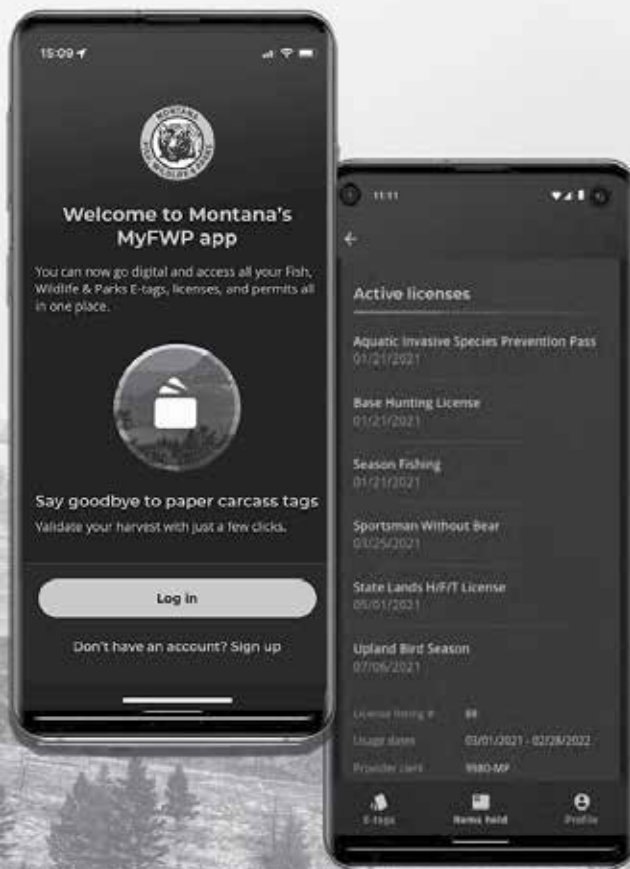 15:09
MONTANA
FISH, WILDLIFE & PARKS
Welcome to Montana's
MyFWP app
You can now go digital and access all your Fish,
Wildlife & Parks E-tags, licenses, and permits all
in one place.
Say goodbye to paper carcass tags
Validate your harvest with just a few clicks.
Log in
Don't have an account? Sign up
11:11
Active licenses
Aquatic Invasive Species Prevention Pass
01/21/2021
Base Hunting License
01/21/2021
Season Fishing
01/21/2021
Sportsman Without Bear
03/25/2021
State Lands H/F/T License
05/01/2021
Upland Bird Season
07/06/2021
License listing # 88
Usage dates 03/01/2021 - 02/28/2022
Provider client 9980-MP
E-tags Items held Profile